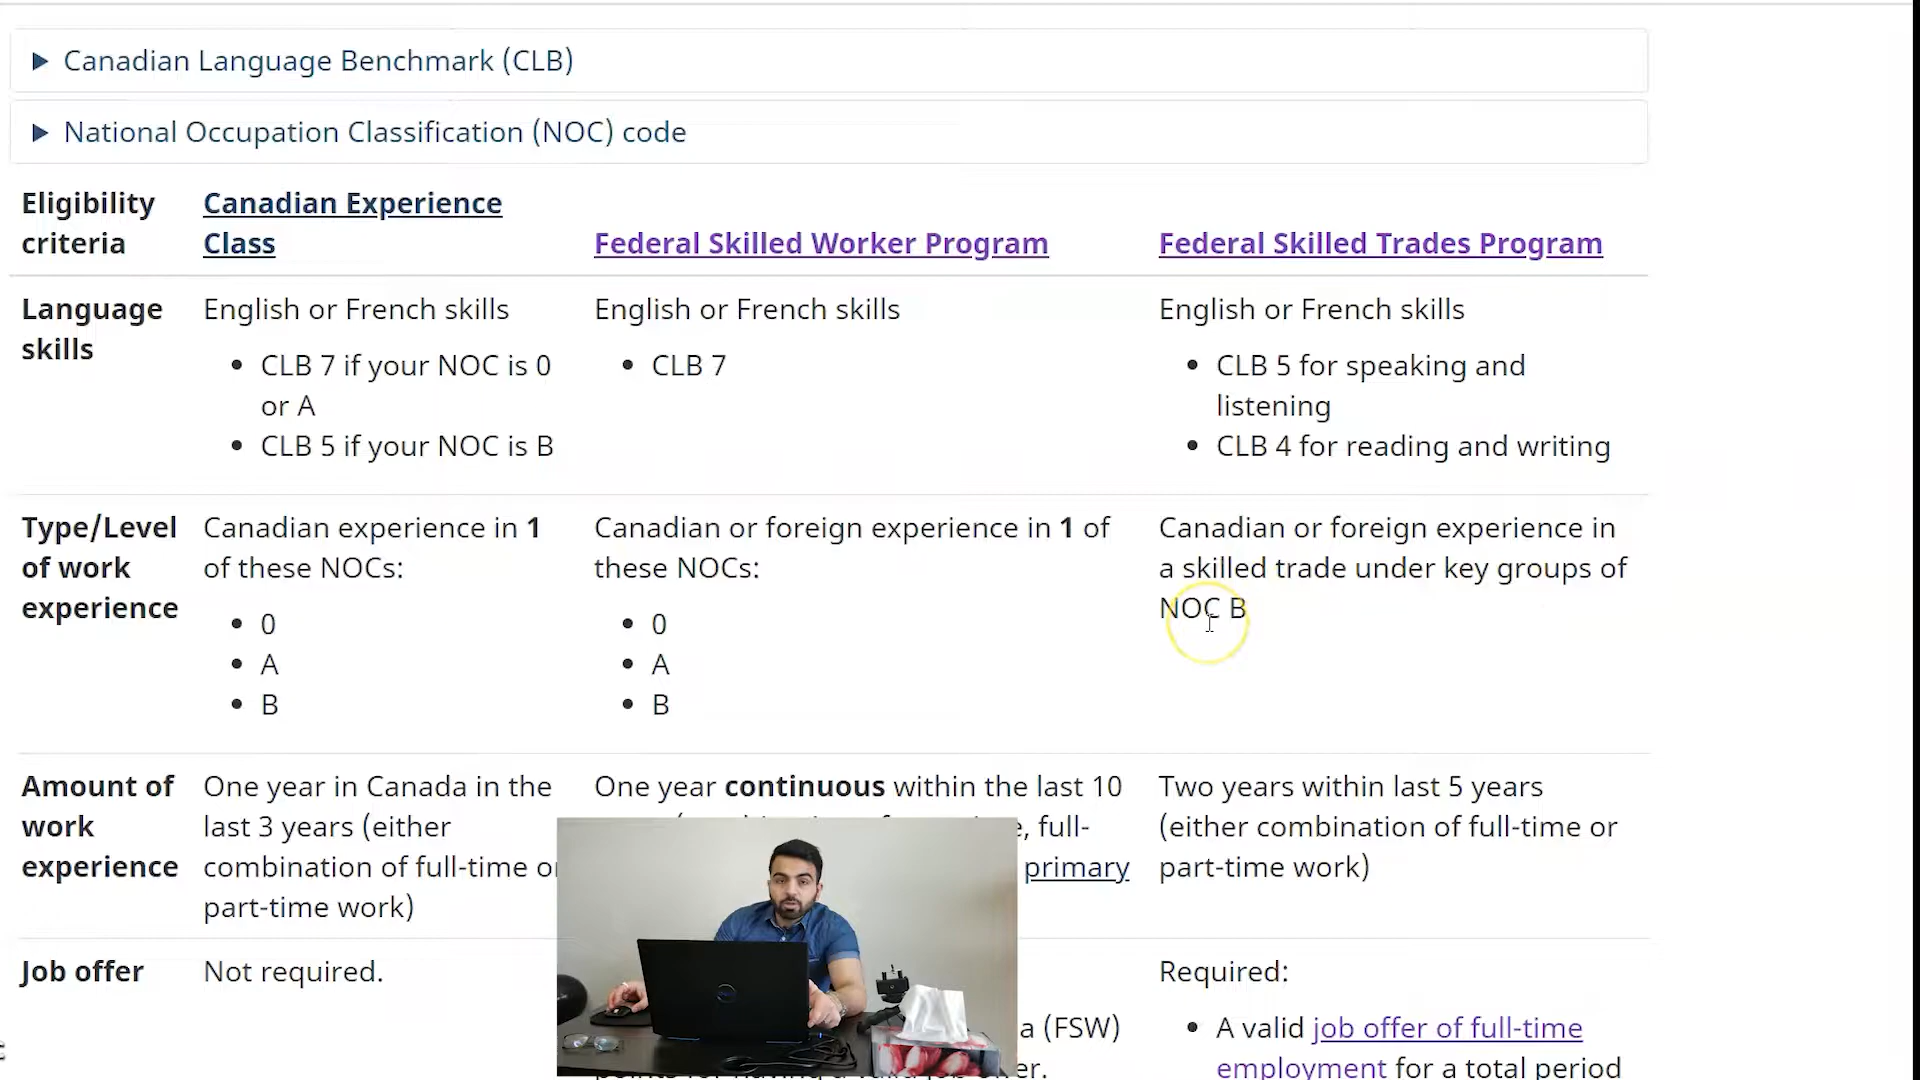 Canadian Language Benchmark (CLB)
National Occupation Classification (NOC) code
Eligibility criteria
Canadian Experience Class
Federal Skilled Worker Program
Federal Skilled Trades Program
Language skills
English or French skills
• CLB 7 if your NOC is 0
or A
• CLB 5 if your NOC is B
English or French skills
• CLB 7
English or French skills
• CLB 5 for speaking and
listening
• CLB 4 for reading and writing
Type/Level
of work
experience
Canadian experience in 1
of these NOCs:
• 0
• A
• B
Canadian or foreign experience in 1 of
these NOCs:
• 0
• A
• B
Canadian or foreign experience in
a skilled trade under key groups of
NOC B
Amount of
work
experience
One year in Canada in the
last 3 years (either
combination of full-time or
part-time work)
One year continuous within the last 10
full-
primary
Two years within last 5 years
(either combination of full-time or
part-time work)
Job offer
Not required.
(FSW)
Required:
• A valid job offer of full-time
employment for a total period